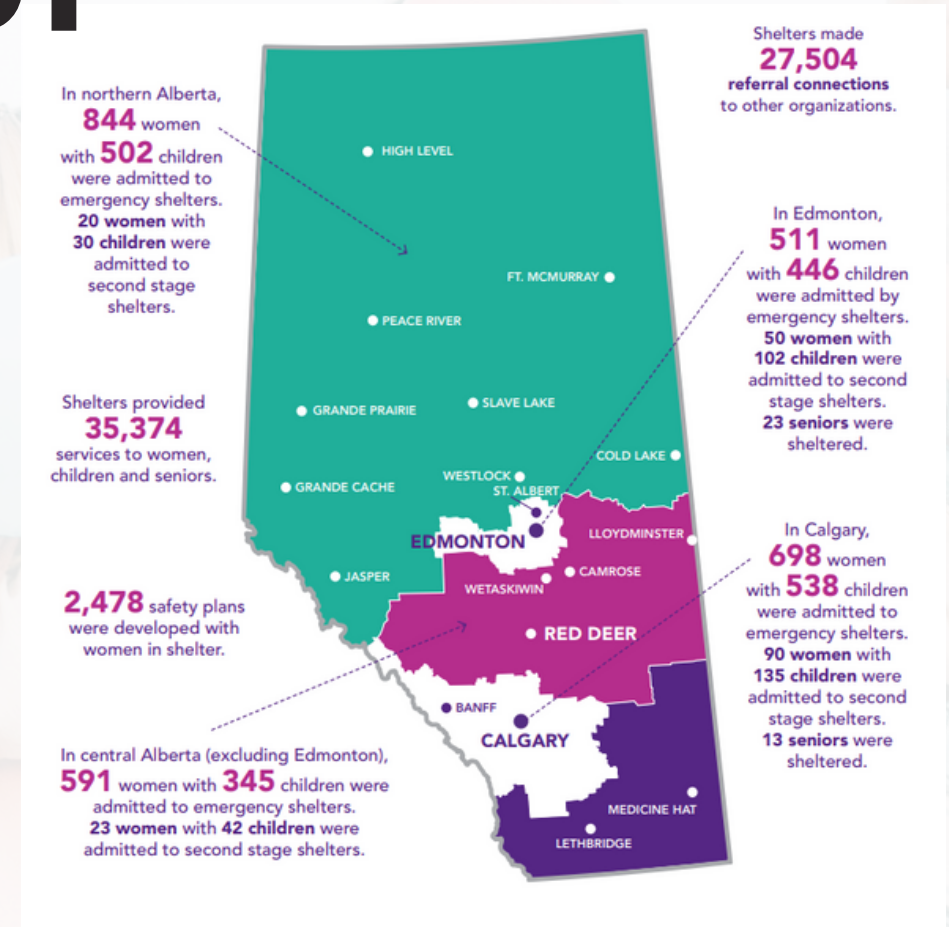 In northern Alberta,
844 women
with 502 children
were admitted to
emergency shelters.
20 women with
30 children were
admitted to
second stage
shelters.
Shelters provided
35,374
services to women,
children and seniors.
2,478 safety plans
were developed with
women in shelter.
In central Alberta (excluding Edmonton),
591 women with 345 children were
admitted to emergency shelters.
23 women with 42 children were
admitted to second stage shelters.
HIGH LEVEL
FT. MCMURRAY
PEACE RIVER
GRANDE PRAIRIE
SLAVE LAKE
COLD LAKE
WESTLOCK
GRANDE CACHE
ST. ALBERT
EDMONTON
LLOYDMINSTER
JASPER
CAMROSE
WETASKIWIN
RED DEER
BANFF
CALGARY
MEDICINE HAT
LETHBRIDGE
Shelters made
27,504
referral connections
to other organizations.
In Edmonton,
511 women
with 446 children
were admitted by
emergency shelters.
50 women with
102 children were
admitted to second
stage shelters.
23 seniors were
sheltered.
In Calgary,
698 women
with 538 children
were admitted to
emergency shelters.
90 women with
135 children were
admitted to second
stage shelters.
13 seniors were
sheltered.